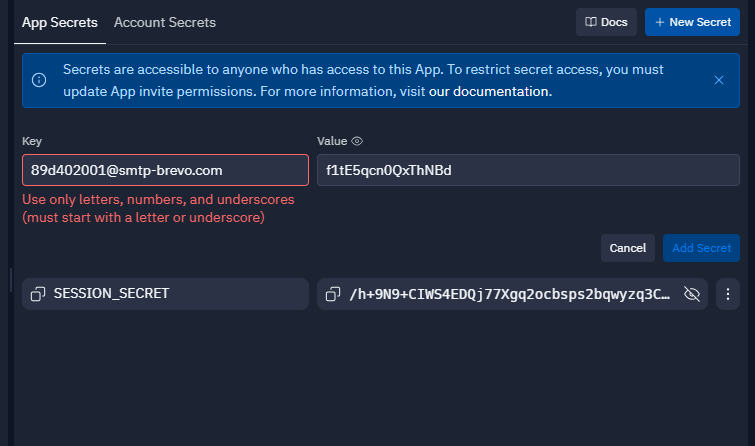 App Secrets Account Secrets Docs + New Secret
Secrets are accessible to anyone who has access to this App. To restrict secret access, you must
update App invite permissions. For more information, visit our documentation.
Key Value
89d402001@smtp-brevo.com f1tE5qcn0QxThNBd
Use only letters, numbers, and underscores
(must start with a letter or underscore)
Cancel Add Secret
SESSION_SECRET /h+9N9+CIWS4EDQj77Xgq2ocbsps2bqwyzq3C...